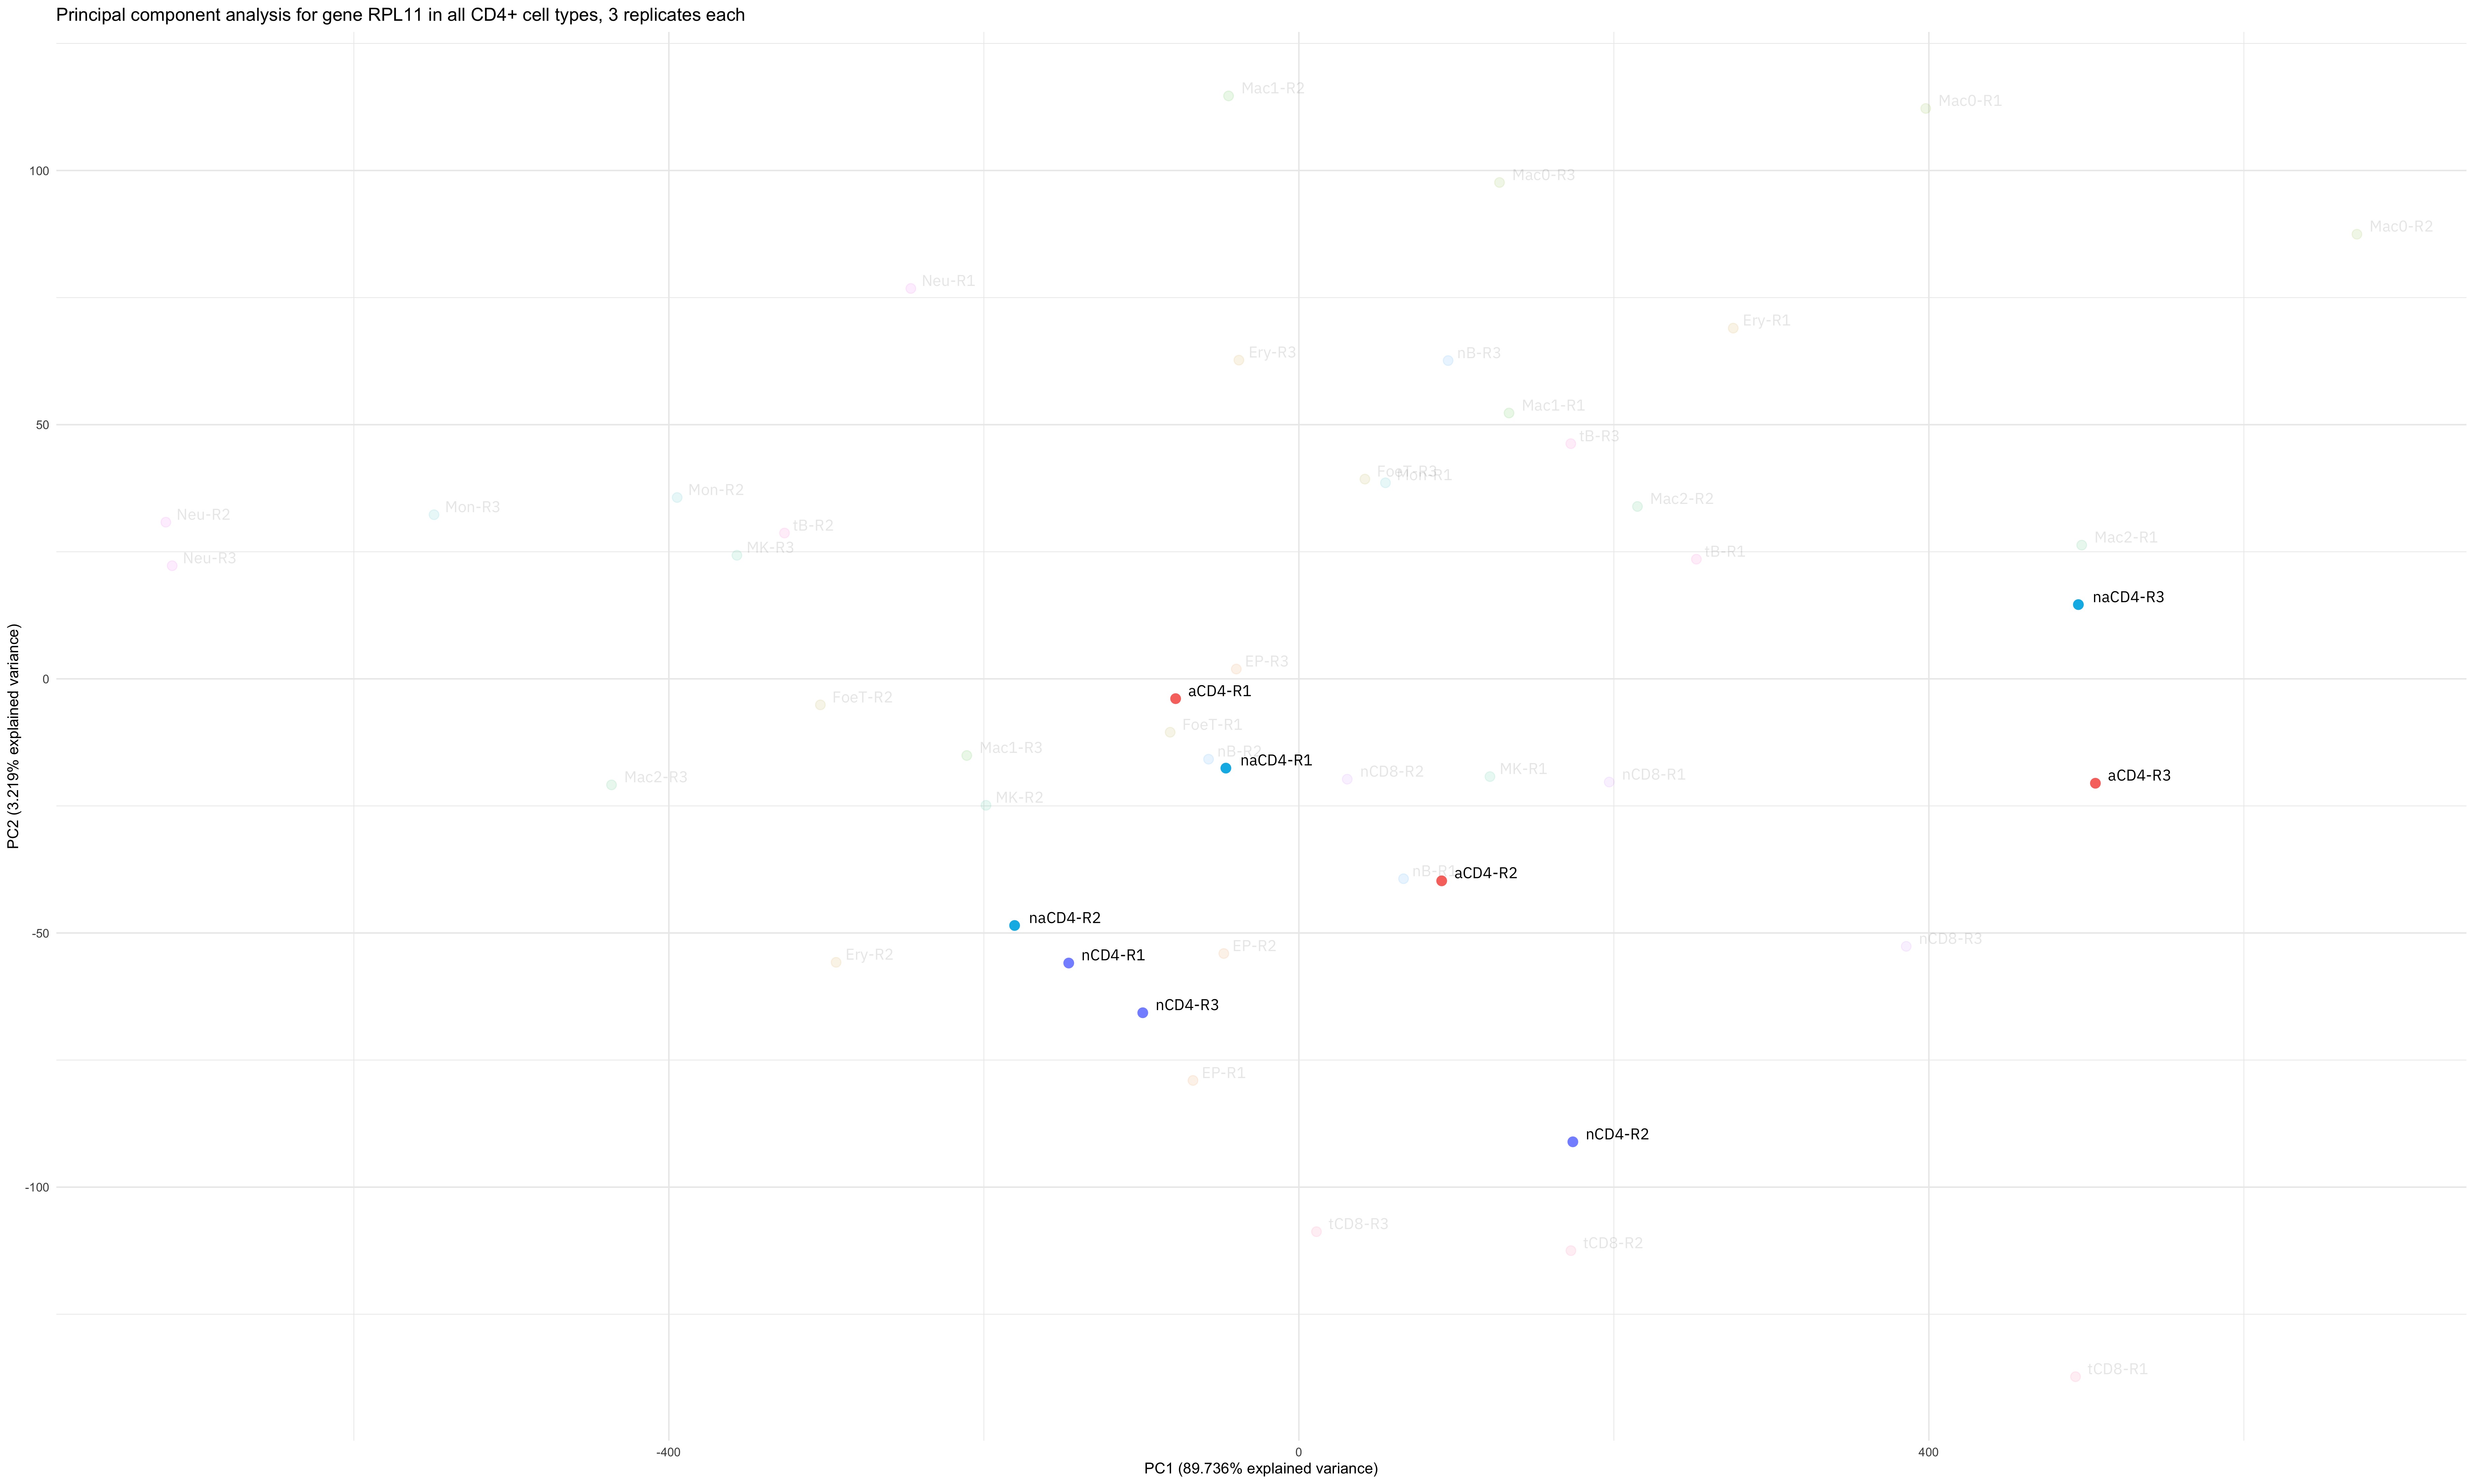 Principal component analysis for gene RPL11 in all CD4+ cell types, 3 replicates each
Mac1-R2
Mac0-R1
100
Mac0-R3
Mac0-R2
Neu-R1
Ery-R1
Ery-R3
nB-R3
Mac1-R1
50
tB-R3
FoeT-R3
Mon-R1
Mon-R2
Mac2-R2
Mon-R3
Neu-R2
tB-R2
Mac2-R1
MK-R3
tB-R1
Neu-R3
naCD4-R3
PC2 (3.219% explained variance)
EP-R3
0
aCD4-R1
FoeT-R2
FoeT-R1
Mac1-R3
nB-R2
naCD4-R1
MK-R1
nCD8-R2
nCD8-R1
aCD4-R3
Mac2-R3
MK-R2
nB-R1
aCD4-R2
naCD4-R2
-50
nCD8-R3
EP-R2
Ery-R2
nCD4-R1
nCD4-R3
EP-R1
nCD4-R2
-100
tCD8-R3
tCD8-R2
tCD8-R1
-400
0
400
PC1 (89.736% explained variance)